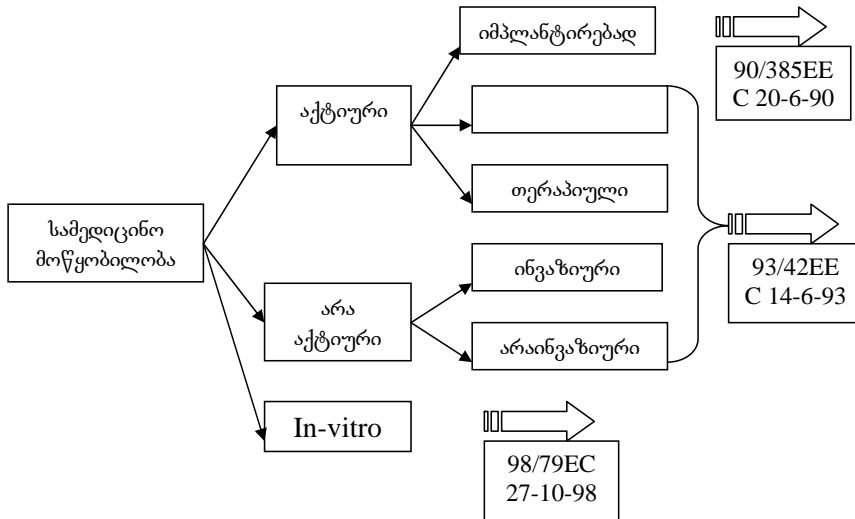 იმპლანტირებად
90/385EE
C 20-6-90
აქტიური
თერაპიული
სამედიცინო
მოწყობილობა
93/42EE
C 14-6-93
ინვაზიური
არა
აქტიური
არაინვაზიური
In-vitro
98/79EC
27-10-98